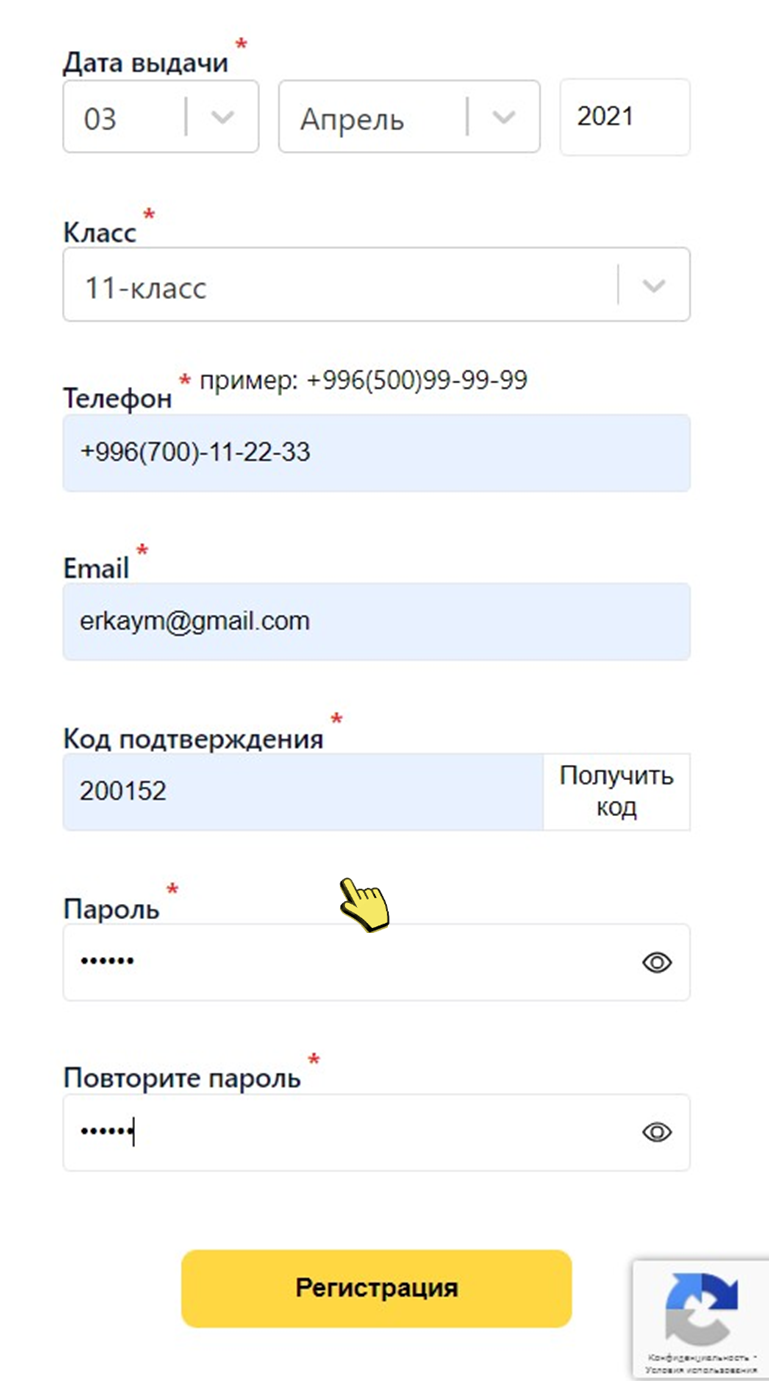 Дата выдачи *
03 Апрель 2021
Класс *
11-класс
Телефон * пример: +996(500)99-99-99
+996(700)-11-22-33
Email *
erkaym@gmail.com
Код подтверждения *
200152
Получить
код
Пароль *
••••••
Повторите пароль *
••••••
Регистрация
Конфиденциальность -
Условия использования